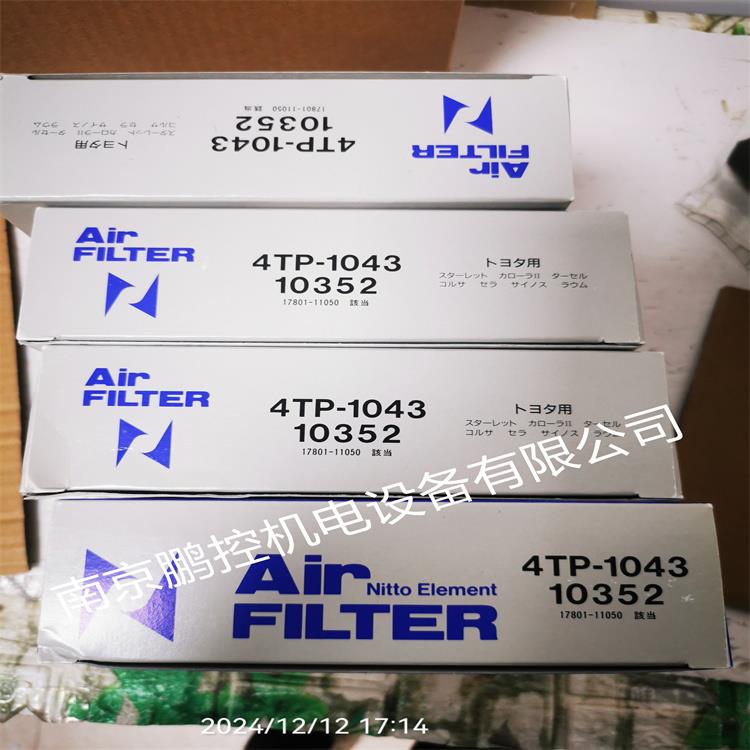 Air
FILTER
4TP-1043
10352
17801-11050 該当
トヨタ用
スターレット カローラII ターセル
コルサ セラ サイノス ラウム
Air
FILTER
4TP-1043
10352
17801-11050 該当
トヨタ用
スターレット カローラII ターセル
コルサ セラ サイノス ラウム
Air
FILTER
4TP-1043
10352
17801-11050 該当
トヨタ用
スターレット カローラII ターセル
コルサ セラ サイノス ラウム
Air Nitto Element
FILTER
4TP-1043
10352
17801-11050 該当
南京鹏控机电设备有限公司
2024/12/12 17:14